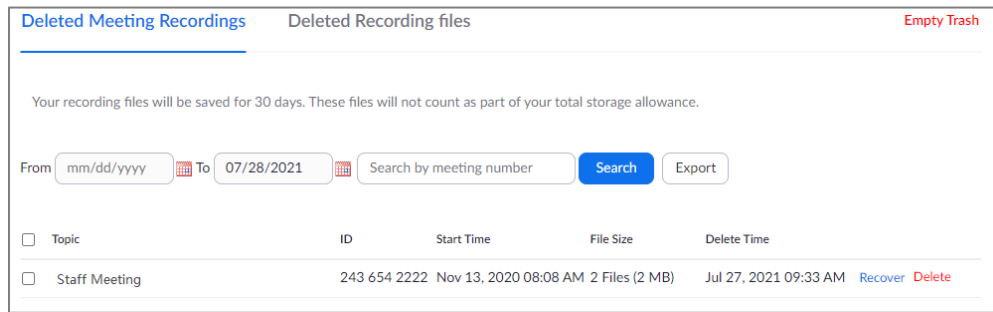 Deleted Meeting Recordings Deleted Recording files Empty Trash
Your recording files will be saved for 30 days. These files will not count as part of your total storage allowance.
From mm/dd/yyyy To 07/28/2021 Search by meeting number Search Export
Topic ID Start Time File Size Delete Time
Staff Meeting 243 654 2222 Nov 13, 2020 08:08 AM 2 Files (2 MB) Jul 27, 2021 09:33 AM Recover Delete